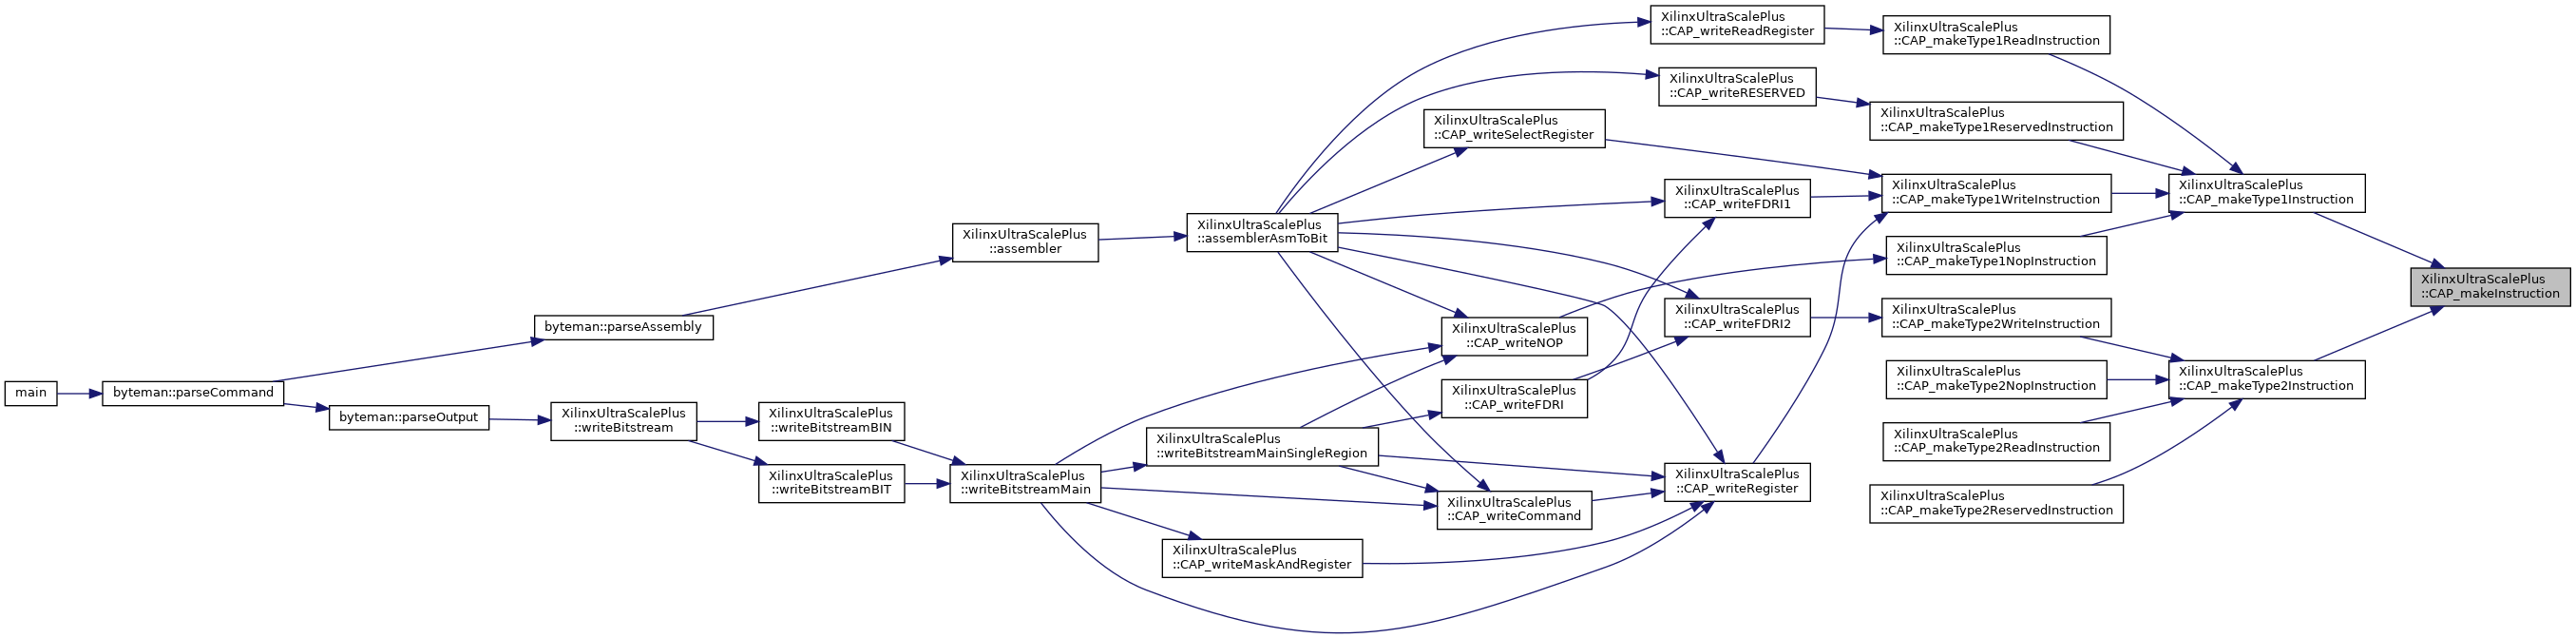 main
byteman::parseCommand
byteman::parseAssembly
byteman::parseOutput
XilinxUltraScalePlus
::assembler
XilinxUltraScalePlus
::writeBitstream
XilinxUltraScalePlus
::writeBitstreamBIN
XilinxUltraScalePlus
::writeBitstreamBIT
XilinxUltraScalePlus
::writeBitstreamMain
XilinxUltraScalePlus
::assemblerAsmToBit
XilinxUltraScalePlus
::writeBitstreamMainSingleRegion
XilinxUltraScalePlus
::CAP_writeMaskAndRegister
XilinxUltraScalePlus
::CAP_writeSelectRegister
XilinxUltraScalePlus
::CAP_writeNOP
XilinxUltraScalePlus
::CAP_writeFDRI
XilinxUltraScalePlus
::CAP_writeCommand
XilinxUltraScalePlus
::CAP_writeReadRegister
XilinxUltraScalePlus
::CAP_writeRESERVED
XilinxUltraScalePlus
::CAP_writeFDRI1
XilinxUltraScalePlus
::CAP_writeFDRI2
XilinxUltraScalePlus
::CAP_writeRegister
XilinxUltraScalePlus
::CAP_makeType1ReadInstruction
XilinxUltraScalePlus
::CAP_makeType1ReservedInstruction
XilinxUltraScalePlus
::CAP_makeType1WriteInstruction
XilinxUltraScalePlus
::CAP_makeType1NopInstruction
XilinxUltraScalePlus
::CAP_makeType2WriteInstruction
XilinxUltraScalePlus
::CAP_makeType2NopInstruction
XilinxUltraScalePlus
::CAP_makeType2ReadInstruction
XilinxUltraScalePlus
::CAP_makeType2ReservedInstruction
XilinxUltraScalePlus
::CAP_makeType1Instruction
XilinxUltraScalePlus
::CAP_makeType2Instruction
XilinxUltraScalePlus
::CAP_makeInstruction